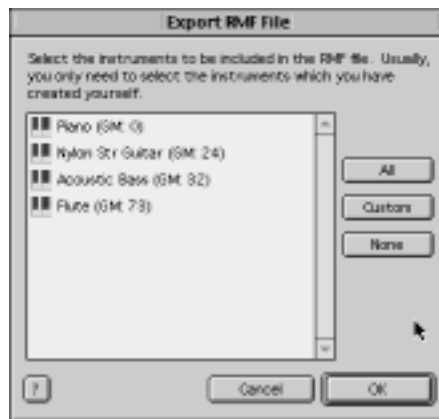 Export RMF File
Select the instruments to be included in the RMF file. Usually,
you only need to select the instruments which you have
created yourself.
Piano (GM: 0)
Nylon Str Guitar (GM: 24)
Acoustic Bass (GM: 32)
Flute (GM: 73)
All
Custom
None
?
Cancel
OK